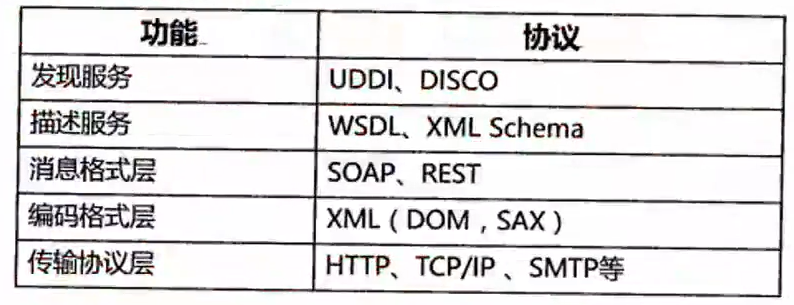 功能 协议
发现服务 UDDI、DISCO
描述服务 WSDL、XML Schema
消息格式层 SOAP、REST
编码格式层 XML（DOM，SAX）
传输协议层 HTTP、TCP/IP 、SMTP等